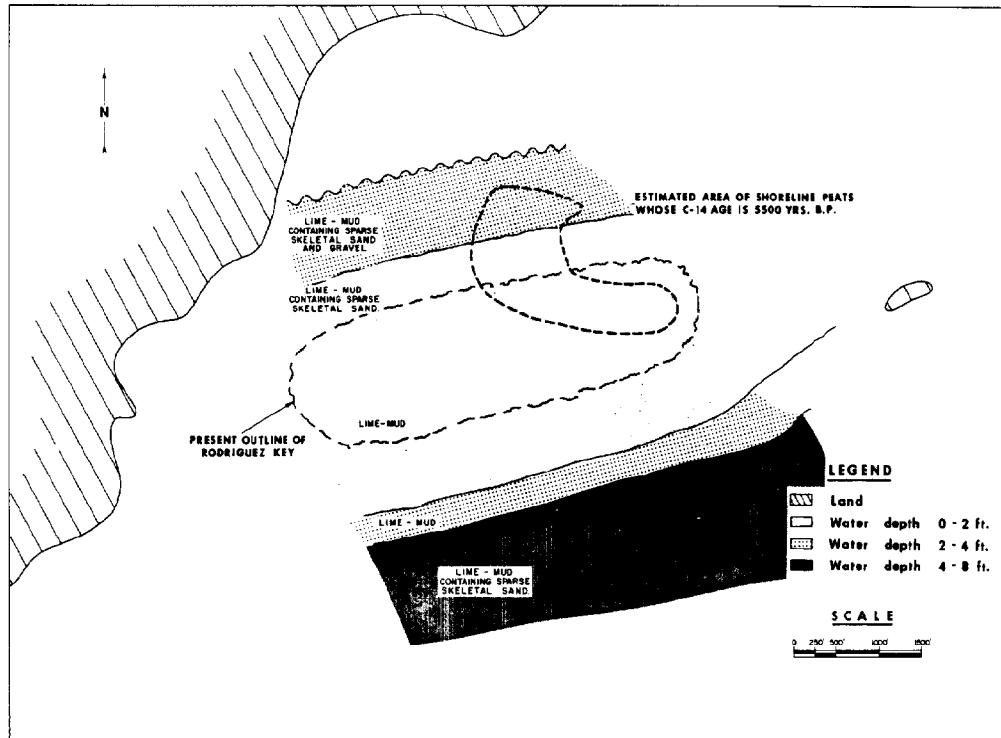 N
ESTIMATED AREA OF SHORELINE PEATS
WHOSE C-14 AGE IS 5500 YRS. B.P.
LIME - MUD
CONTAINING SPARSE
SKELETAL SAND
AND GRAVEL
LIME - MUD
CONTAINING SPARSE
SKELETAL SAND.
LIME-MUD
PRESENT OUTLINE OF
RODRIGUEZ KEY
LIME - MUD
LIME - MUD
CONTAINING SPARSE
SKELETAL SAND.
LEGEND
Land
Water depth 0 - 2 ft.
Water depth 2 - 4 ft.
Water depth 4 - 8 ft.
SCALE
0 250' 500' 1000' 1500'